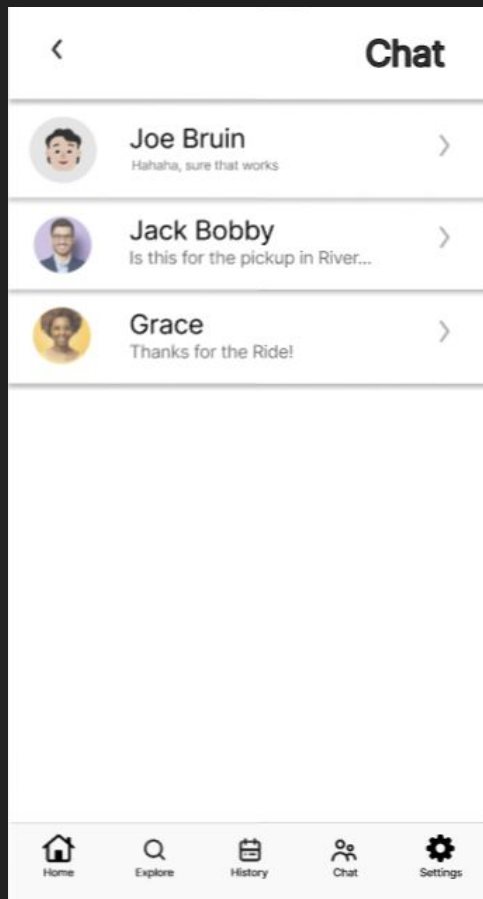 Chat
Joe Bruin
Hahaha, sure that works
Jack Bobby
Is this for the pickup in River...
Grace
Thanks for the Ride!
Home
Explore
History
Chat
Settings